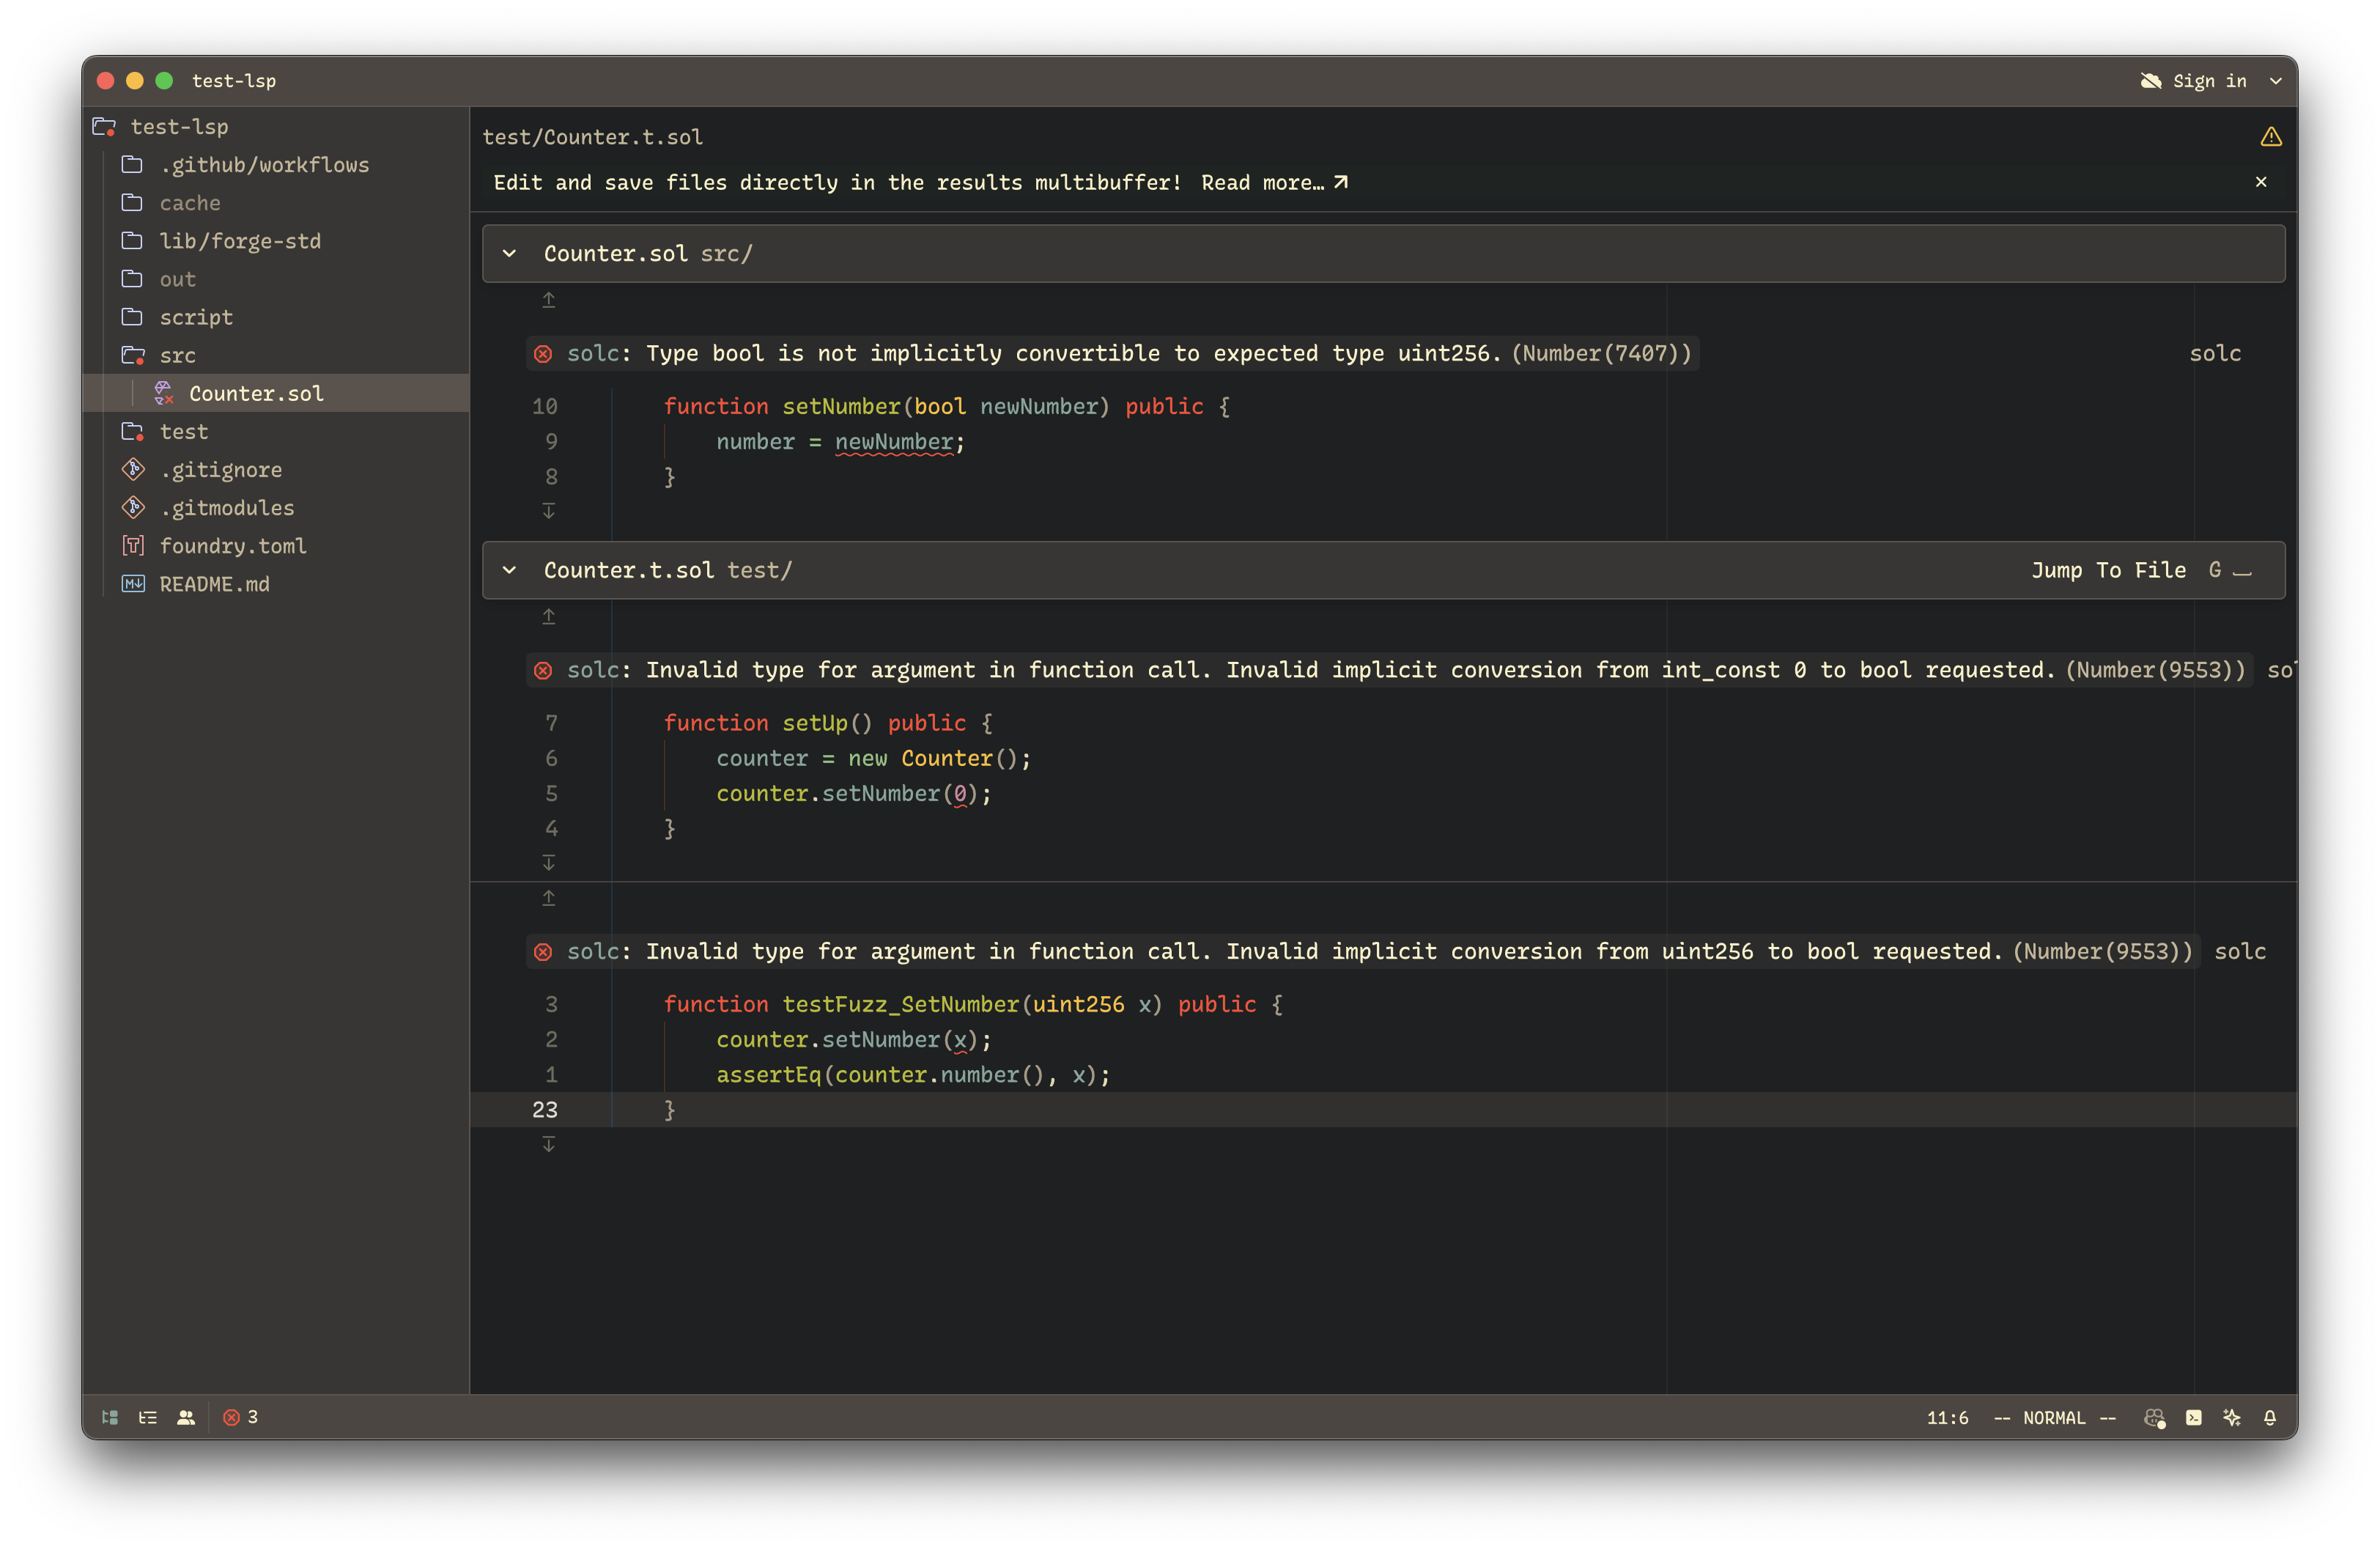 test-lsp
Sign in
test-lsp
.github/workflows
cache
lib/forge-std
out
script
src
Counter.sol
test
.gitignore
.gitmodules
foundry.toml
README.md
test/Counter.t.sol
Edit and save files directly in the results multibuffer! Read more…
Counter.sol src/
solc: Type bool is not implicitly convertible to expected type uint256. (Number(7407)) solc
10 function setNumber(bool newNumber) public {
9 number = newNumber;
8 }
Counter.t.sol test/ Jump To File G
solc: Invalid type for argument in function call. Invalid implicit conversion from int_const 0 to bool requested. (Number(9553)) sol
7 function setUp() public {
6 counter = new Counter();
5 counter.setNumber(0);
4 }
solc: Invalid type for argument in function call. Invalid implicit conversion from uint256 to bool requested. (Number(9553)) solc
3 function testFuzz_SetNumber(uint256 x) public {
2 counter.setNumber(x);
1 assertEq(counter.number(), x);
23 }
3
11:6 -- NORMAL --